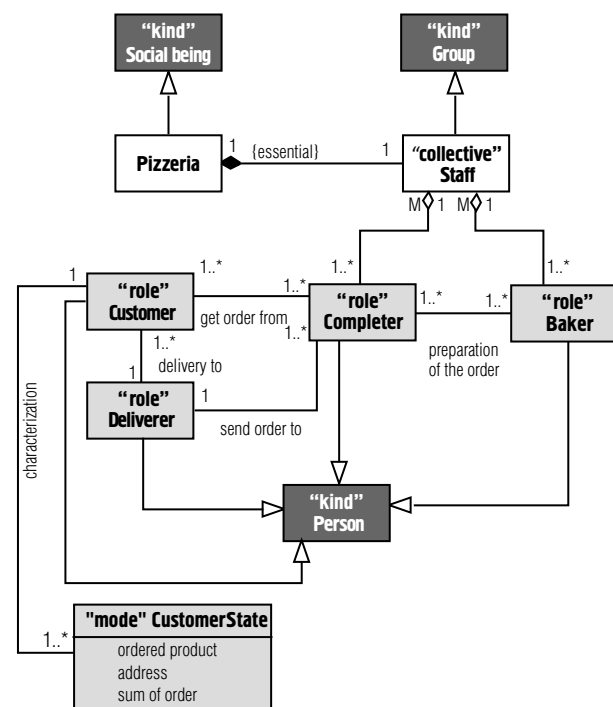 “kind”
Social being
“kind”
Group
Pizzeria
1
{essential}
1
“collective”
Staff
M 1
M 1
1
“role”
Customer
1..*
get order from
1..*
1..*
“role”
Completer
1..*
1..*
preparation
of the order
1..*
1..*
“role”
Baker
1..*
delivery to
1
“role”
Deliverer
1
send order to
characterization
“kind”
Person
1..*
"mode" CustomerState
ordered product
address
sum of order